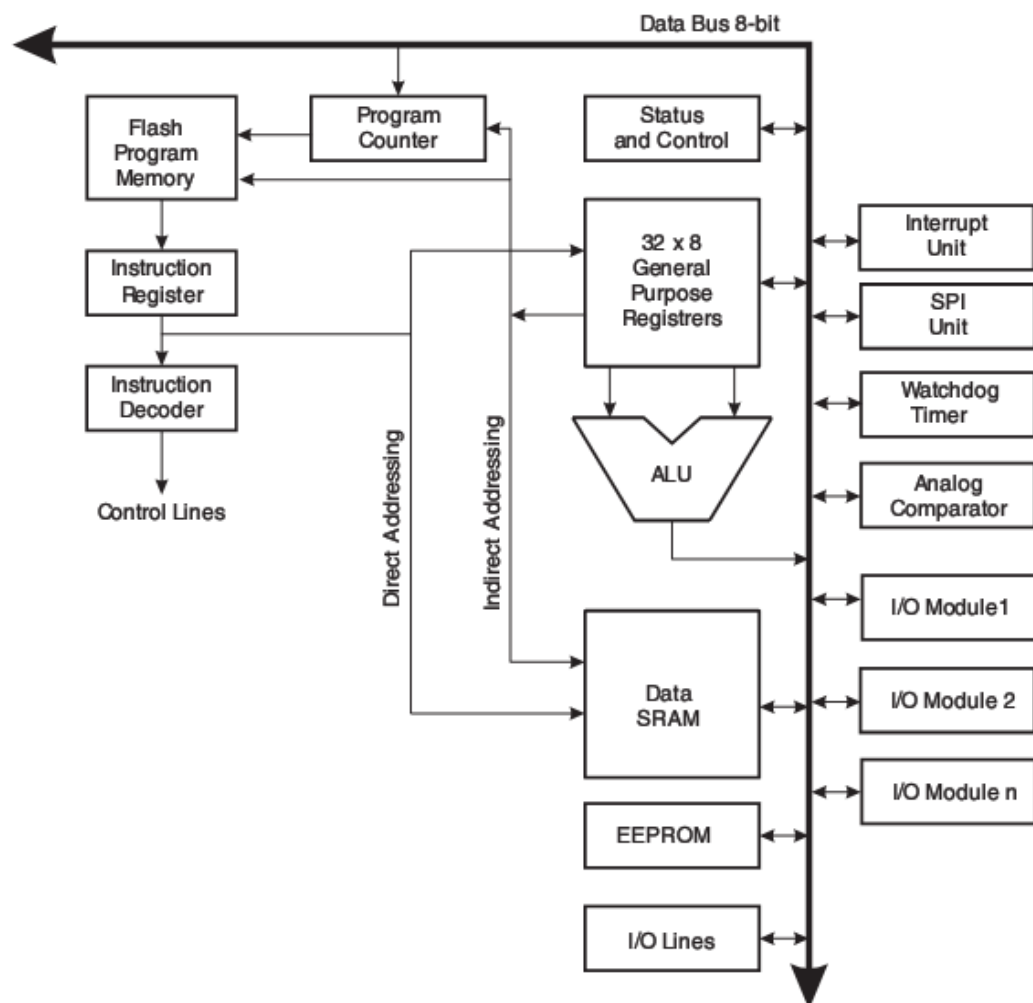 Data Bus 8-bit
Flash
Program
Memory
Program
Counter
Status
and Control
32 x 8
General
Purpose
Registrers
Interrupt
Unit
Instruction
Register
SPI
Unit
Instruction
Decoder
Watchdog
Timer
ALU
Analog
Comparator
Control Lines
Direct Addressing
Indirect Addressing
I/O Module1
Data
SRAM
I/O Module 2
I/O Module n
EEPROM
I/O Lines